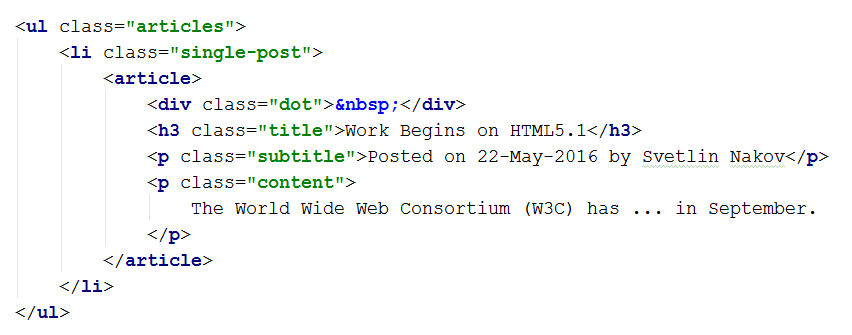 <ul class="articles">
    <li class="single-post">
        <article>
            <div class="dot">&nbsp;</div>
            <h3 class="title">Work Begins on HTML5.1</h3>
            <p class="subtitle">Posted on 22-May-2016 by Svetlin Nakov</p>
            <p class="content">
                The World Wide Web Consortium (W3C) has ... in September.
            </p>
        </article>
    </li>
</ul>